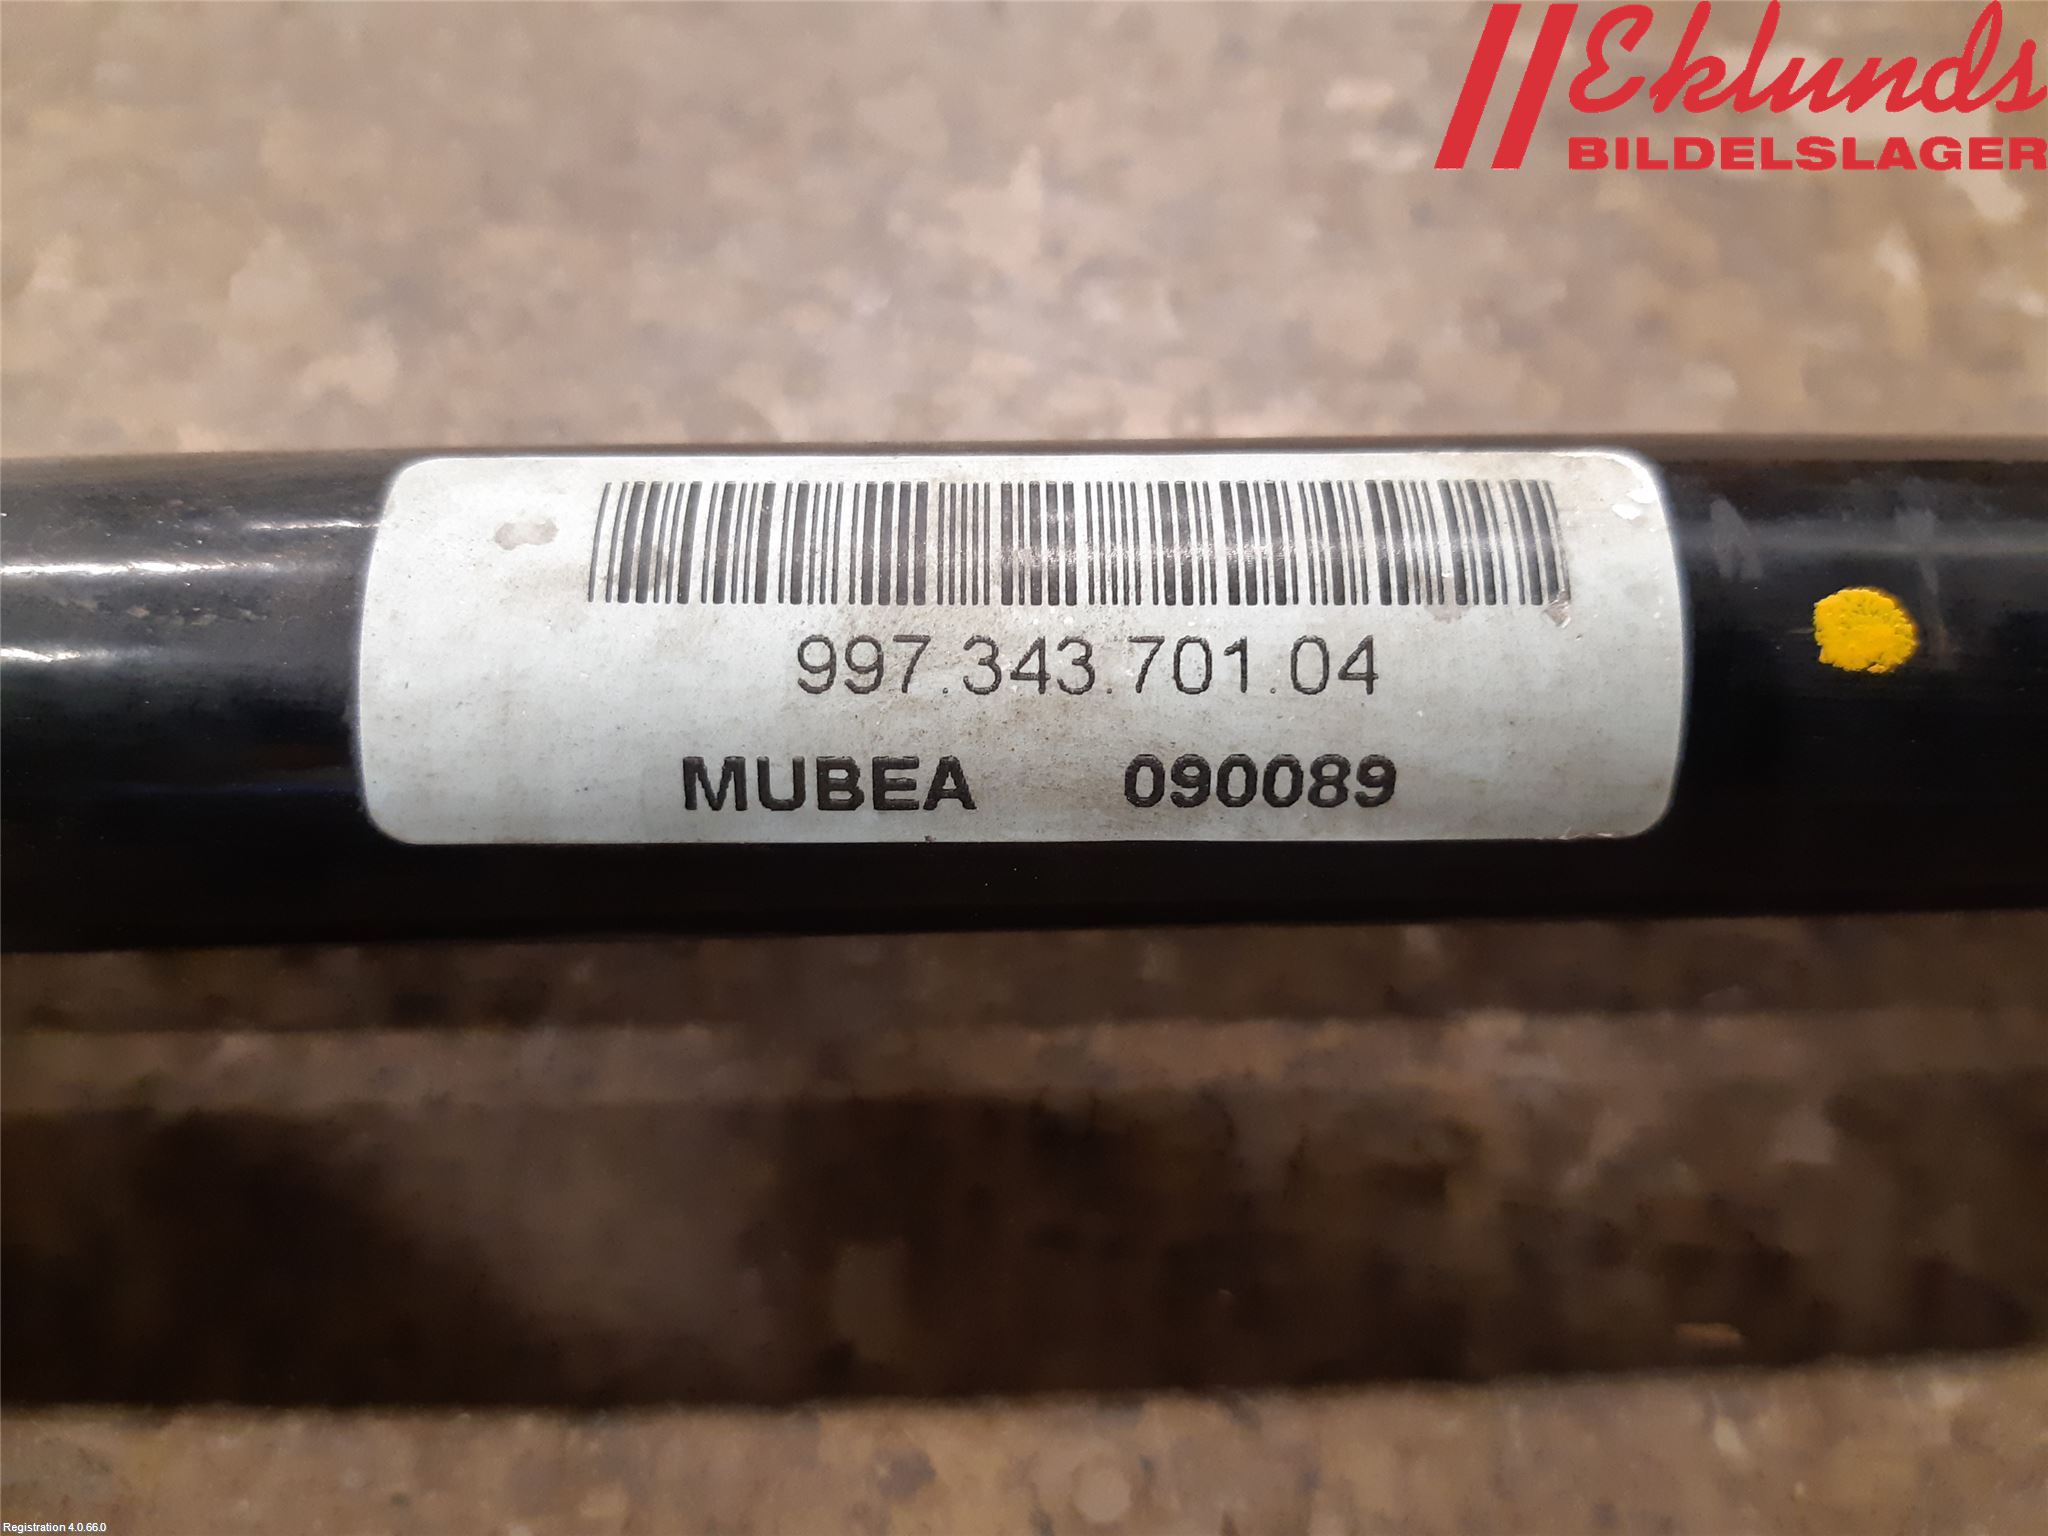 Eklunds
BILDELSLAGER
997.343.701.04
MUBEA 090089
Registration 4.0.66.0